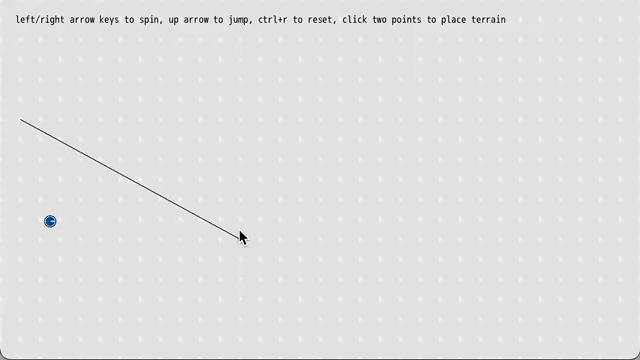 left/right arrow keys to spin, up arrow to jump, ctrl+r to reset, click two points to place terrain